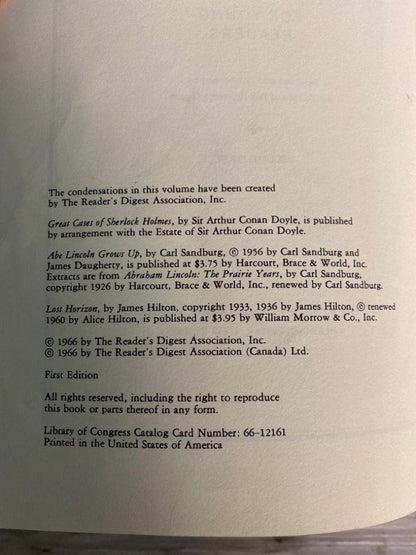 The condensations in this volume have been created
by The Reader's Digest Association, Inc.
Great Cases of Sherlock Holmes, by Sir Arthur Conan Doyle, is published
by arrangement with the Estate of Sir Arthur Conan Doyle.
Abe Lincoln Grows Up, by Carl Sandburg, © 1956 by Carl Sandburg and
James Daugherty, is published at $3.75 by Harcourt, Brace & World, Inc.
Extracts are from Abraham Lincoln: The Prairie Years, by Carl Sandburg,
copyright 1926 by Harcourt, Brace & World, Inc., renewed by Carl Sandburg.
Lost Horizon, by James Hilton, copyright 1933, 1936 by James Hilton, © renewed
1960 by Alice Hilton, is published at $3.95 by William Morrow & Co., Inc.
© 1966 by The Reader's Digest Association, Inc.
© 1966 by The Reader's Digest Association (Canada) Ltd.
First Edition
All rights reserved, including the right to reproduce
this book or parts thereof in any form.
Library of Congress Catalog Card Number: 66-12161
Printed in the United States of America